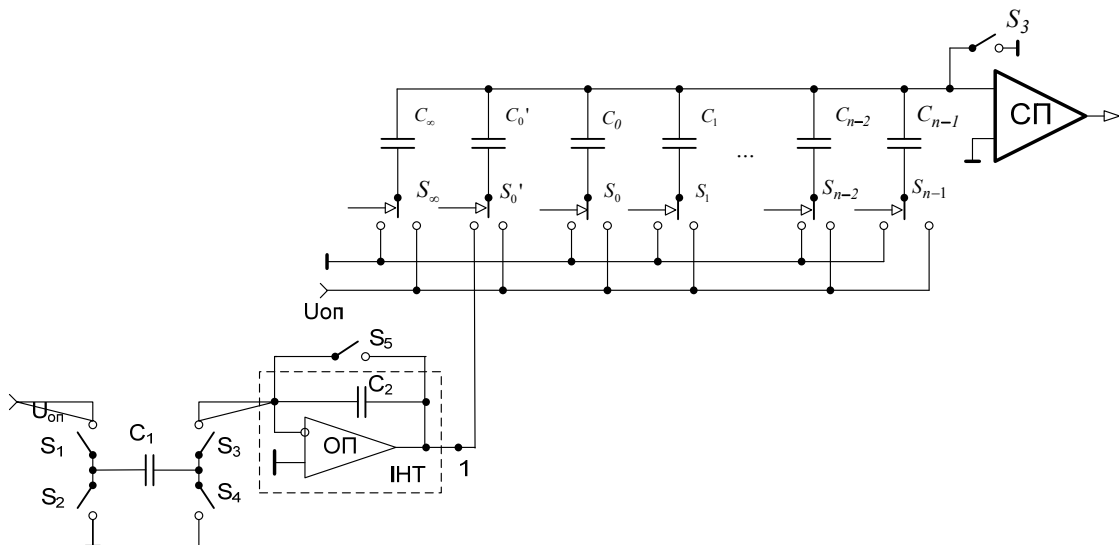 S₃
C∞ C₀' C₀ C₁ Cₙ₋₂ Cₙ₋₁ СП
...
S∞ S₀' S₀ S₁ Sₙ₋₂ Sₙ₋₁
Uоп
S₅
C₂
Uоп
S₁ C₁ S₃ ОП
ІНТ 1
S₂ S₄